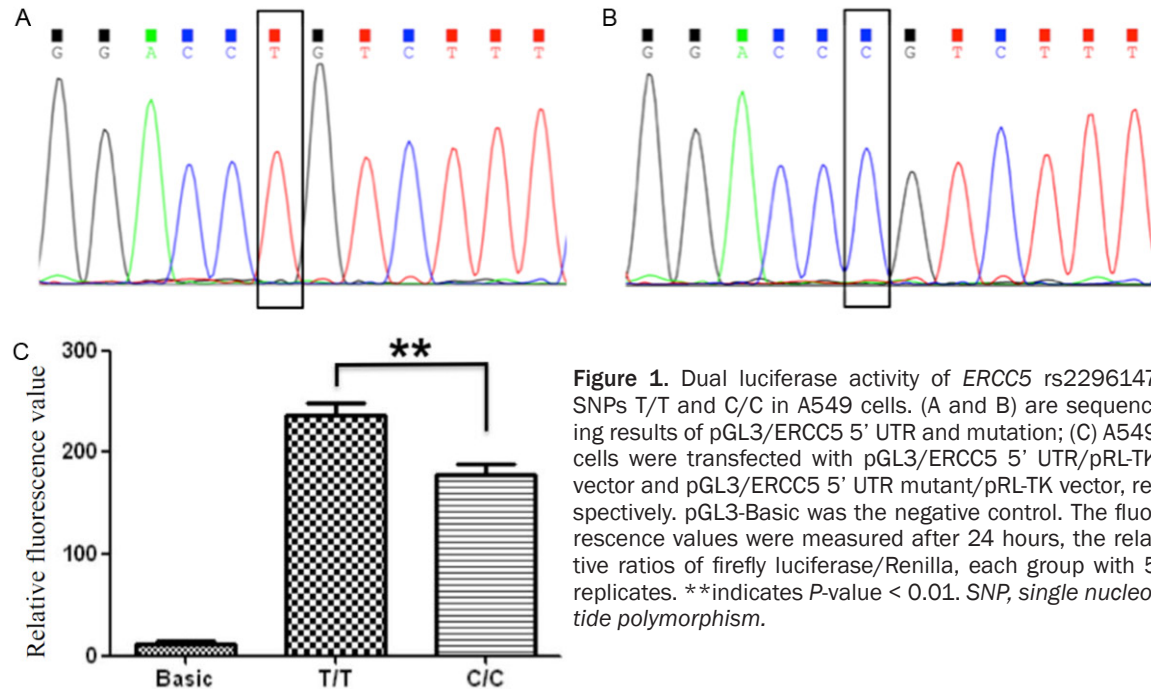 A
G G A C C T G T C T T T
B
G G A C C C G T C T T T
C
Relative fluorescence value
300
200
100
0
**
Basic T/T C/C
Figure 1. Dual luciferase activity of ERCC5 rs2296147
SNPs T/T and C/C in A549 cells. (A and B) are sequenc-
ing results of pGL3/ERCC5 5’ UTR and mutation; (C) A549
cells were transfected with pGL3/ERCC5 5’ UTR/pRL-TK
vector and pGL3/ERCC5 5’ UTR mutant/pRL-TK vector, re-
spectively. pGL3-Basic was the negative control. The fluo-
rescence values were measured after 24 hours, the rela-
tive ratios of firefly luciferase/Renilla, each group with 5
replicates. **indicates P-value < 0.01. SNP, single nucleo-
tide polymorphism.